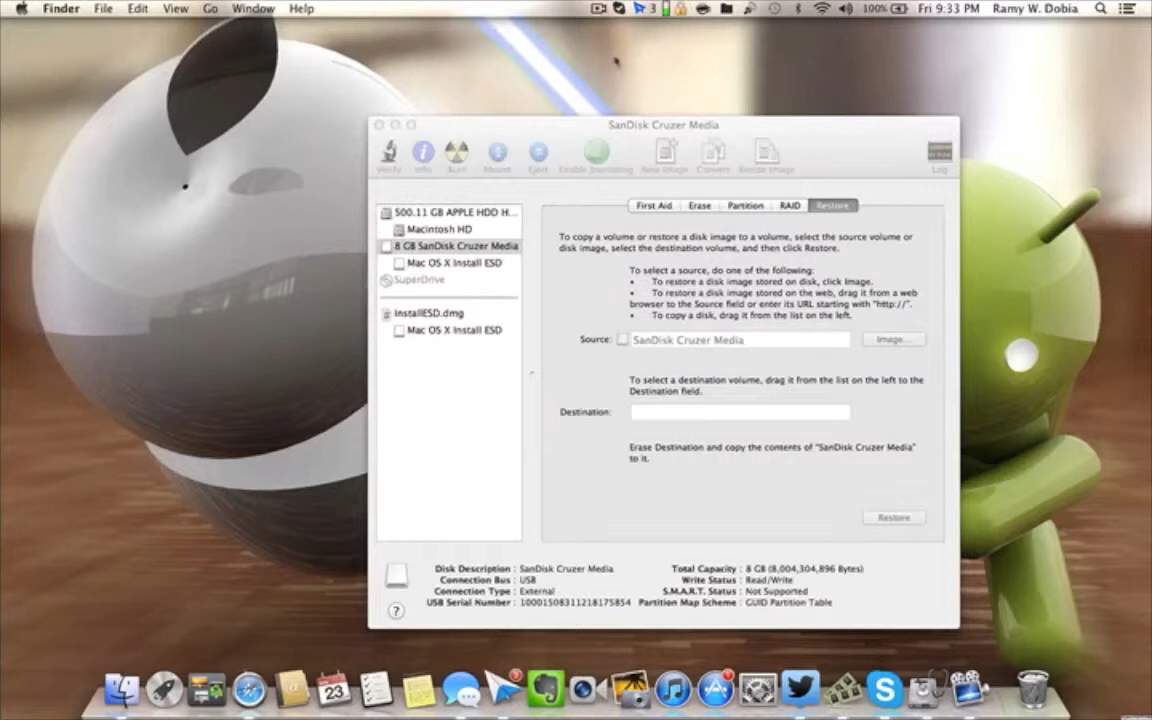 Finder File Edit View Go Window Help 3 100% Fri 9:33 PM Ramy W. Dobia
SanDisk Cruzer Media
Verify Info Burn Mount Eject Enable Journaling New Image Convert Resize Image Log
500.11 GB APPLE HDD H...
Macintosh HD
8 GB SanDisk Cruzer Media
Mac OS X Install ESD
SuperDrive
InstallESD.dmg
Mac OS X Install ESD
First Aid Erase Partition RAID Restore
To copy a volume or restore a disk image to a volume, select the source volume or
disk image, select the destination volume, and then click Restore.
To select a source, do one of the following:
• To restore a disk image stored on disk, click Image.
• To restore a disk image stored on the web, drag it from a web
browser to the Source field or enter its URL starting with "http://".
• To copy a disk, drag it from the list on the left.
Source: SanDisk Cruzer Media Image...
To select a destination volume, drag it from the list on the left to the
Destination field.
Destination:
Erase Destination and copy the contents of "SanDisk Cruzer Media"
to it.
Restore
Disk Description : SanDisk Cruzer Media Total Capacity : 8 GB (8,004,304,896 Bytes)
Connection Bus : USB Write Status : Read/Write
Connection Type : External S.M.A.R.T. Status : Not Supported
USB Serial Number : 10001508311218175854 Partition Map Scheme : GUID Partition Table
?
23